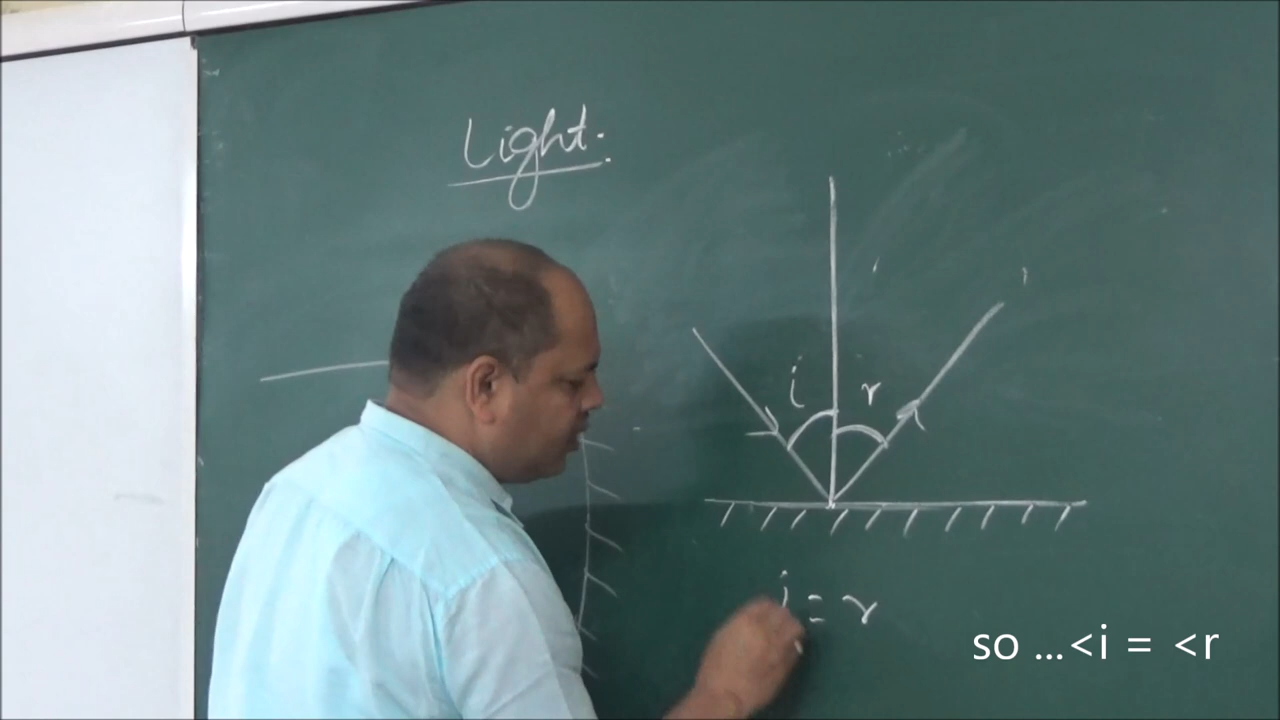 Light:
i r
i = r
so ...<i = <r